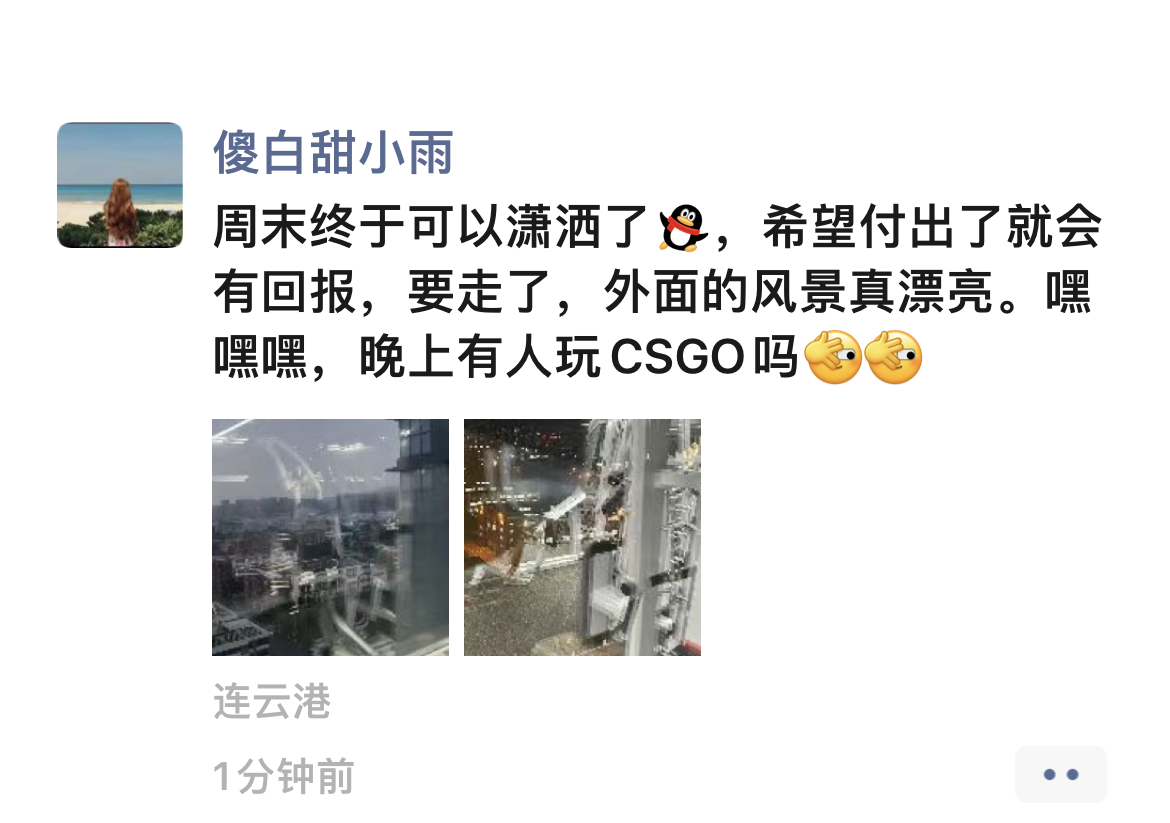 傻白甜小雨
周末终于可以潇洒了🐧，希望付出了就会
有回报，要走了，外面的风景真漂亮。嘿
嘿嘿，晚上有人玩CSGO吗🫣🫣
连云港
1分钟前